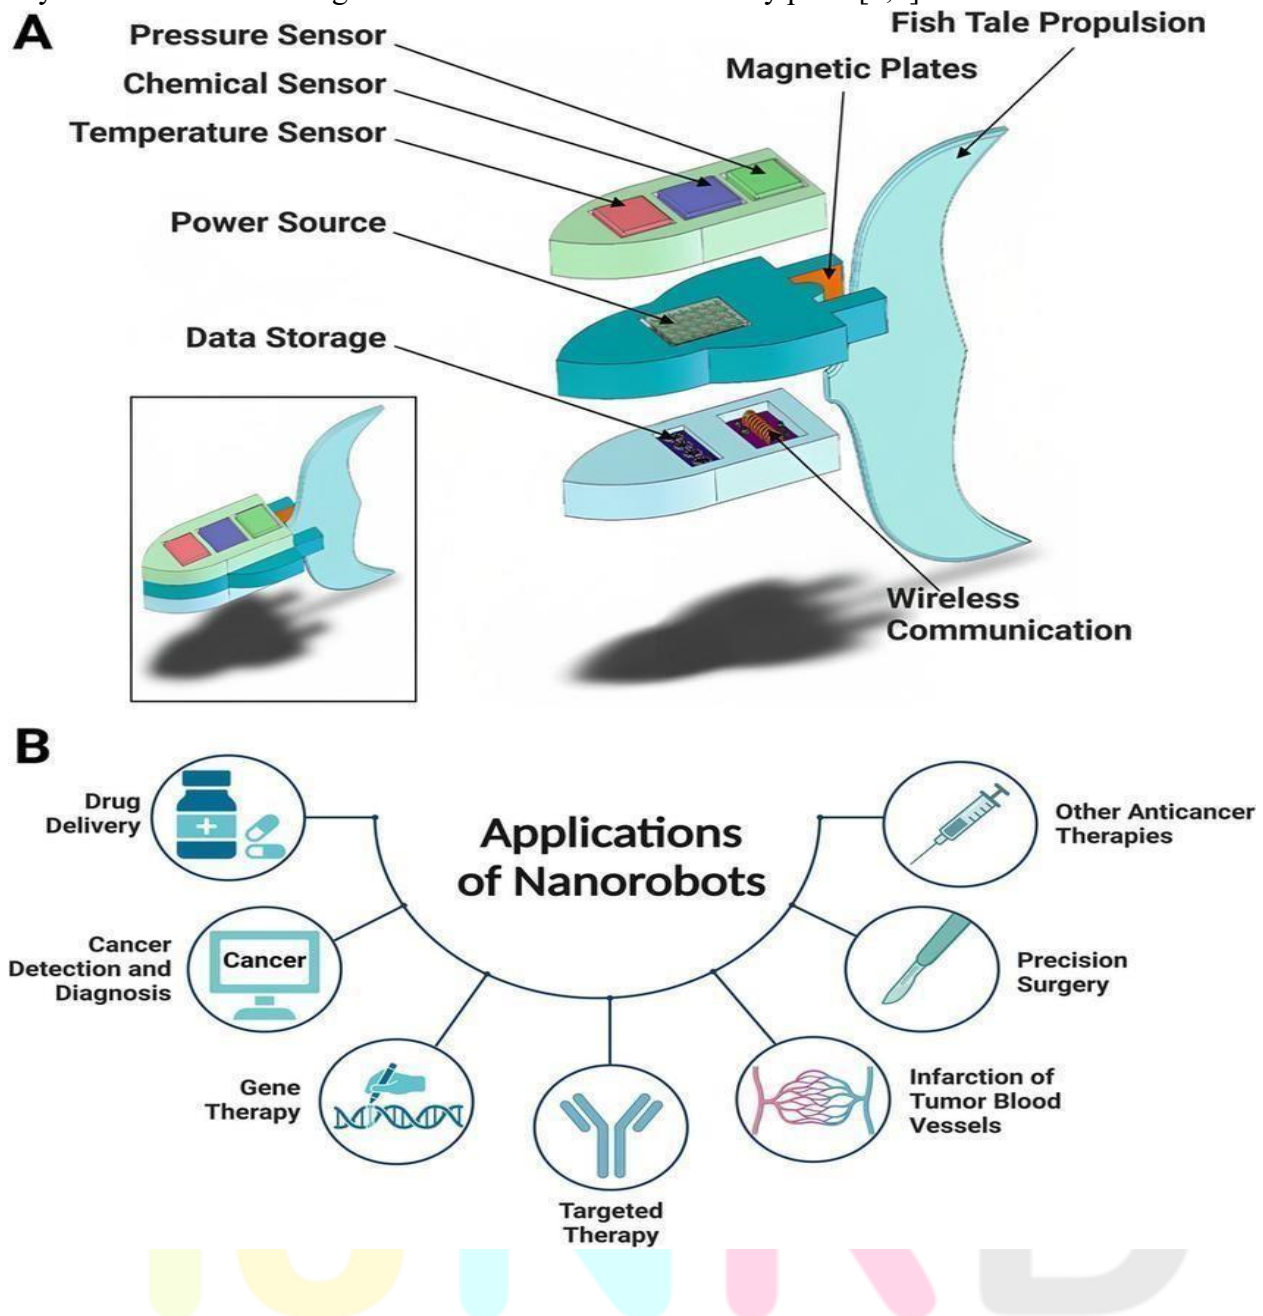 A
Pressure Sensor
Chemical Sensor
Temperature Sensor
Power Source
Data Storage
Fish Tale Propulsion
Magnetic Plates
Wireless
Communication
B
Applications
of Nanorobots
Drug
Delivery
Cancer
Detection and
Diagnosis
Cancer
Gene
Therapy
Targeted
Therapy
Infarction of
Tumor Blood
Vessels
Precision
Surgery
Other Anticancer
Therapies